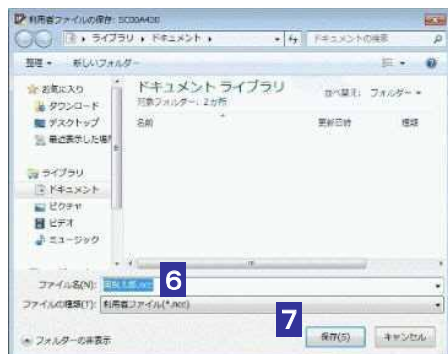 利用者ファイルの保存: SC00A400
ライブラリ ▸ ドキュメント ▸
ドキュメントの検索
整理 ▾ 新しいフォルダー
お気に入り
ダウンロード
デスクトップ
最近表示した場所
ライブラリ
ドキュメント
ピクチャ
ビデオ
ミュージック
ドキュメント ライブラリ
対象フォルダー: 2か所
並べ替え: フォルダー ▾
名前
更新日時
種類
ファイル名(N):
6
ファイルの種類(T): 利用者ファイル(*.ncc)
7
フォルダーの非表示
保存(S)
キャンセル